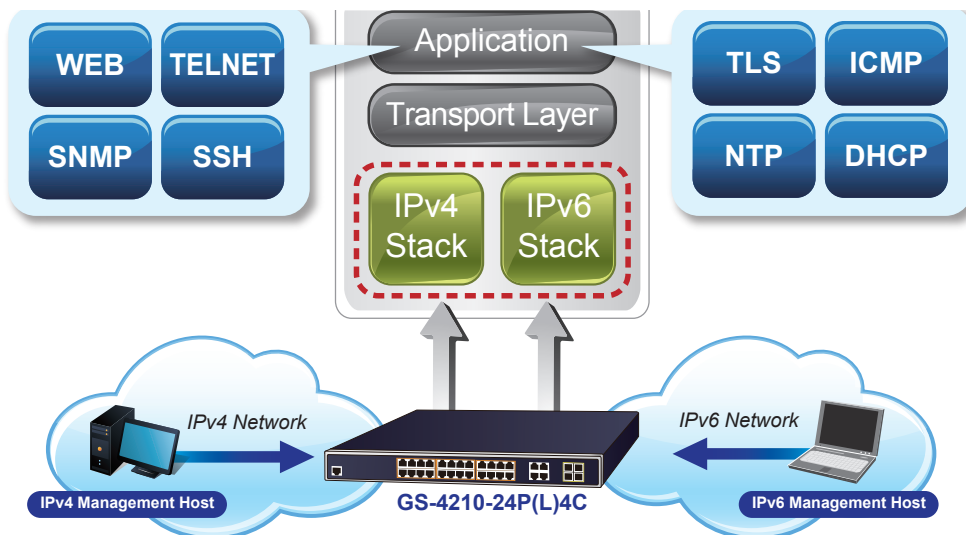 WEB
TELNET
SNMP
SSH
Application
Transport Layer
IPv4
Stack
IPv6
Stack
TLS
ICMP
NTP
DHCP
IPv4 Network
IPv6 Network
IPv4 Management Host
GS-4210-24P(L)4C
IPv6 Management Host